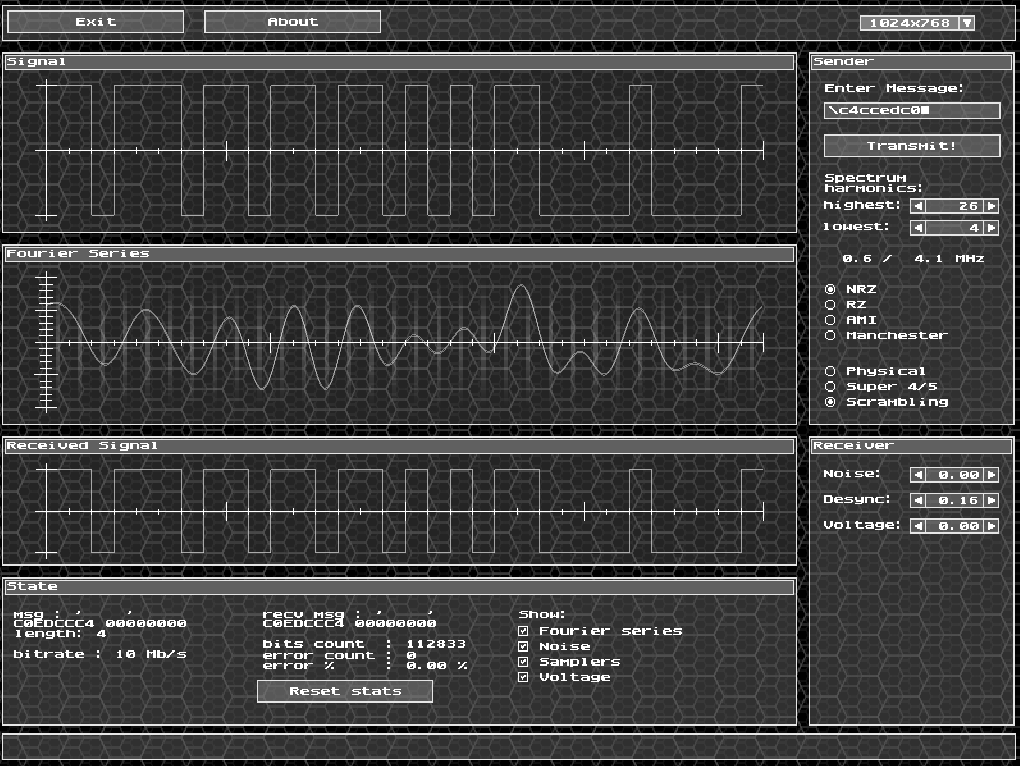 Exit
About
1024x768
Signal
Fourier Series
Received Signal
State
msg : '    '
C0EDCCC4 00000000
length: 4
bitrate : 10 Mb/s
recv msg : '    '
C0EDCCC4 00000000
bits count : 112833
error count : 0
error % : 0.00 %
Reset stats
Show:
Fourier series
Noise
Samplers
Voltage
Sender
Enter Message:
\c4ccedc0
Transmit!
Spectrum
harmonics:
highest: 26
lowest: 4
0.6 / 4.1 MHz
NRZ
RZ
AMI
Manchester
Physical
Super 4/5
Scrambling
Receiver
Noise: 0.00
Desync: 0.16
Voltage: 0.00